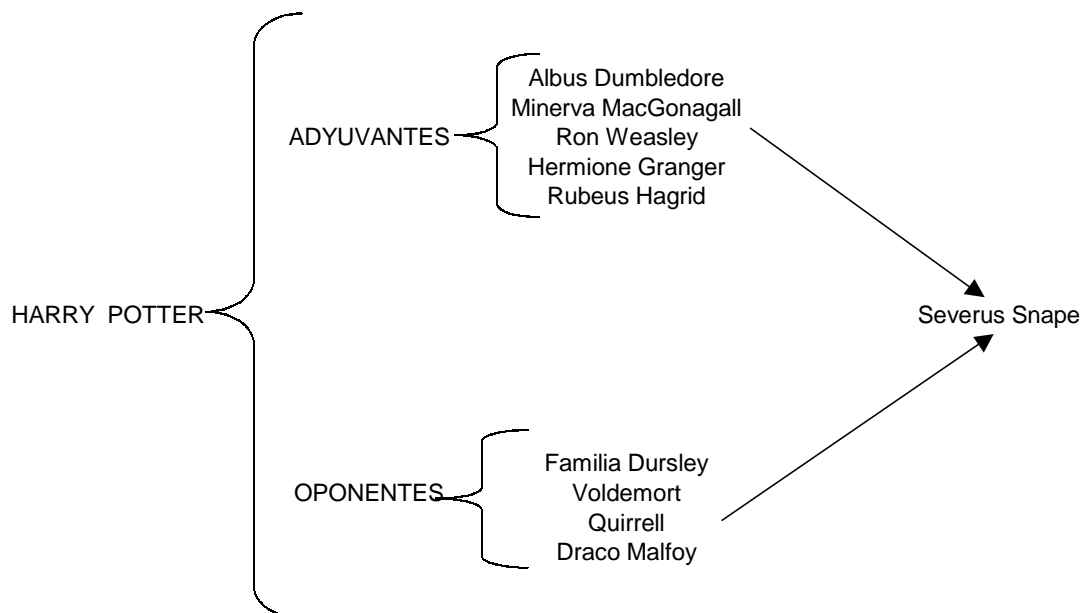 Albus Dumbledore
Minerva MacGonagall
ADYUVANTES
Ron Weasley
Hermione Granger
Rubeus Hagrid
HARRY POTTER
Severus Snape
Familia Dursley
OPONENTES
Voldemort
Quirrell
Draco Malfoy